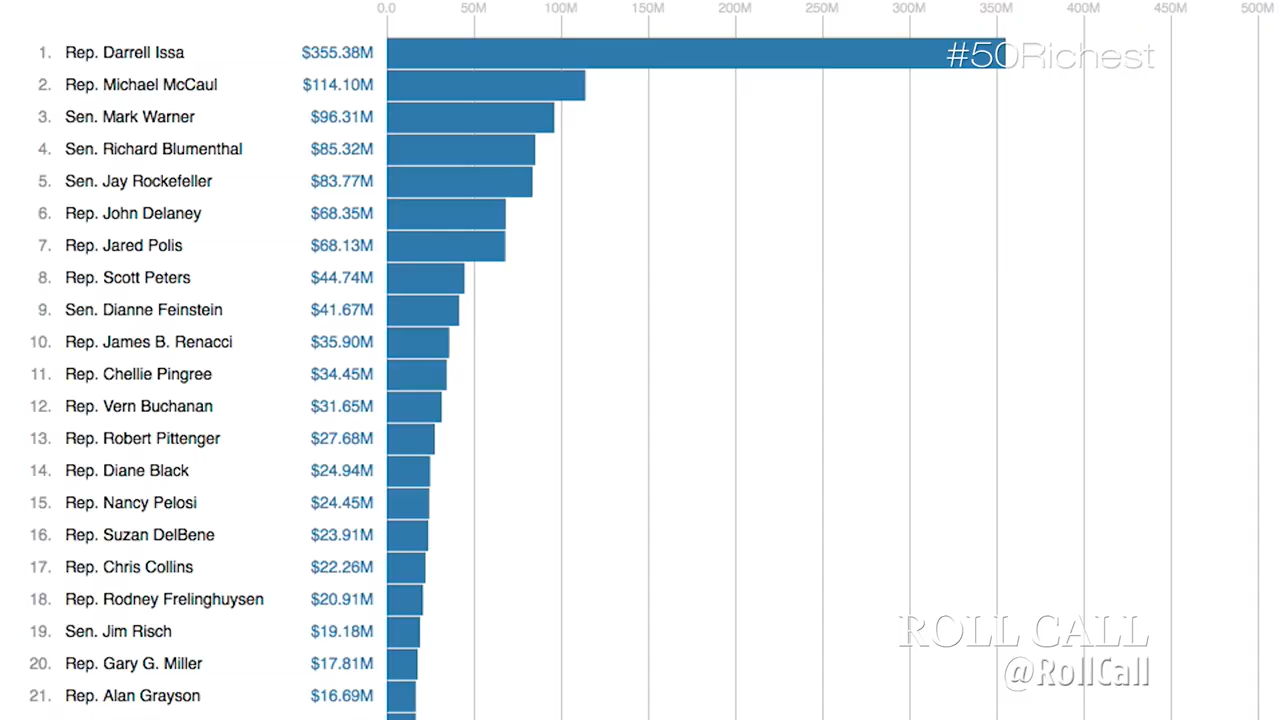 0.0 50M 100M 150M 200M 250M 300M 350M 400M 450M 500M
#50Richest
1. Rep. Darrell Issa $355.38M
2. Rep. Michael McCaul $114.10M
3. Sen. Mark Warner $96.31M
4. Sen. Richard Blumenthal $85.32M
5. Sen. Jay Rockefeller $83.77M
6. Rep. John Delaney $68.35M
7. Rep. Jared Polis $68.13M
8. Rep. Scott Peters $44.74M
9. Sen. Dianne Feinstein $41.67M
10. Rep. James B. Renacci $35.90M
11. Rep. Chellie Pingree $34.45M
12. Rep. Vern Buchanan $31.65M
13. Rep. Robert Pittenger $27.68M
14. Rep. Diane Black $24.94M
15. Rep. Nancy Pelosi $24.45M
16. Rep. Suzan DelBene $23.91M
17. Rep. Chris Collins $22.26M
18. Rep. Rodney Frelinghuysen $20.91M
19. Sen. Jim Risch $19.18M
20. Rep. Gary G. Miller $17.81M
21. Rep. Alan Grayson $16.69M
ROLL CALL
@RollCall